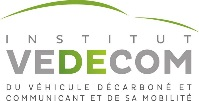 INSTITUT
VEDECOM
DU VÉHICULE DÉCARBONÉ ET
COMMUNICANT ET DE SA MOBILITÉ